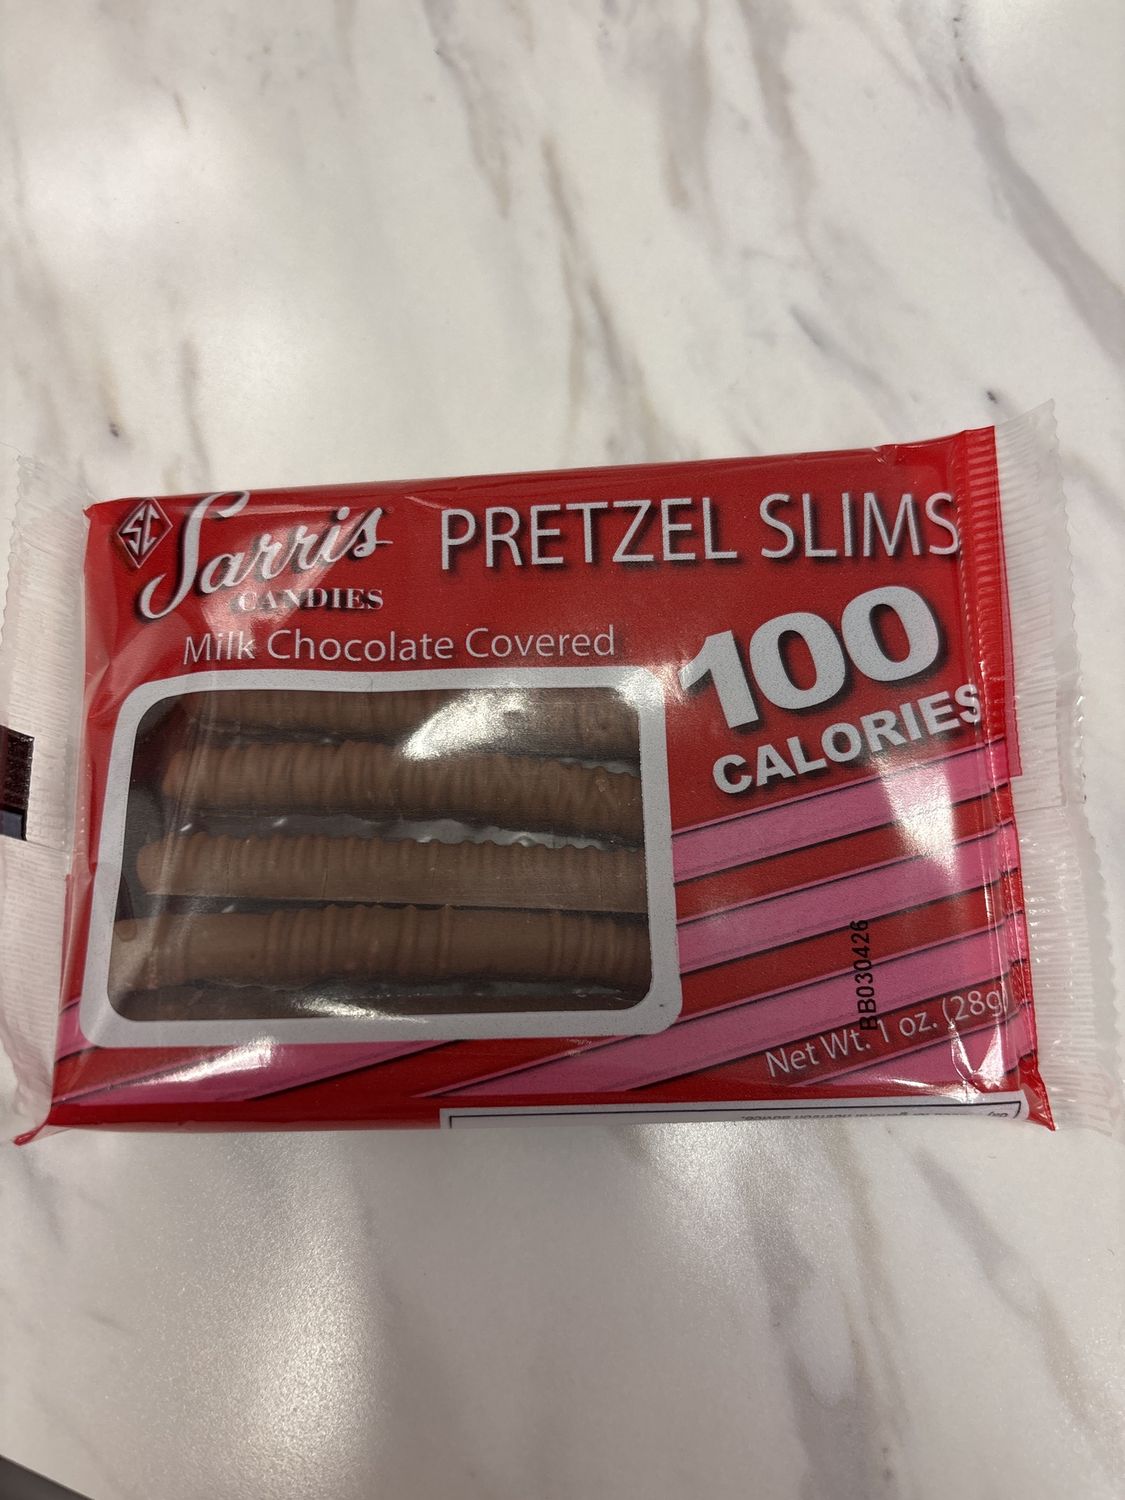 SC
Sarris
CANDIES
PRETZEL SLIMS
Milk Chocolate Covered
100
CALORIES
BB030426
Net Wt. 1 oz. (28g)